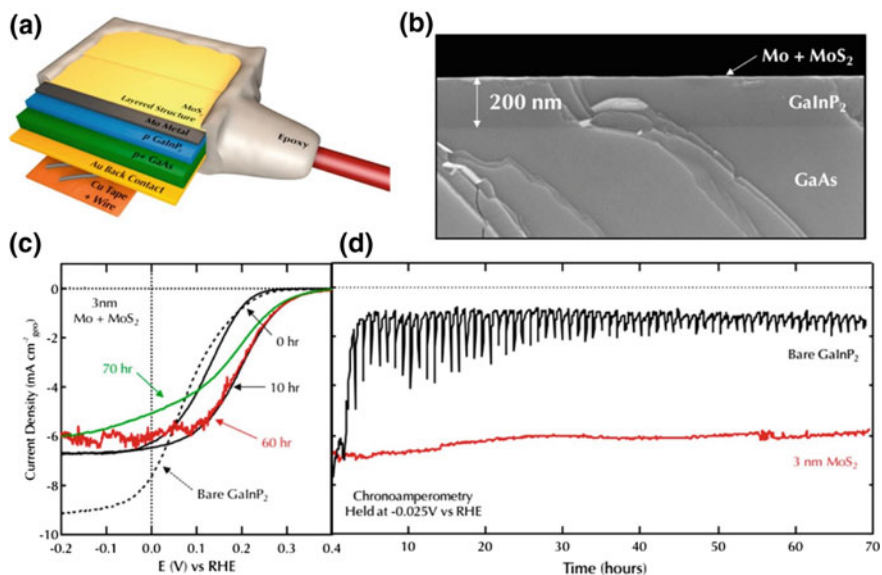 (a)
MoS₂
Layered Structure
Mo Metal
p GaInP₂
p+ GaAs
Au Back Contact
Cu Tape
+ Wire
Epoxy
(b)
Mo + MoS₂
200 nm
GaInP₂
GaAs
(c)
Current Density (mA cm⁻²geo)
0
-2
-4
-6
-8
-10
3nm
Mo + MoS₂
0 hr
70 hr
10 hr
60 hr
Bare GaInP₂
-0.2
-0.1
0.0
0.1
0.2
0.3
0.4
E (V) vs RHE
(d)
Bare GaInP₂
3 nm MoS₂
Chronoamperometry
Held at -0.025V vs RHE
10
20
30
40
50
60
70
Time (hours)